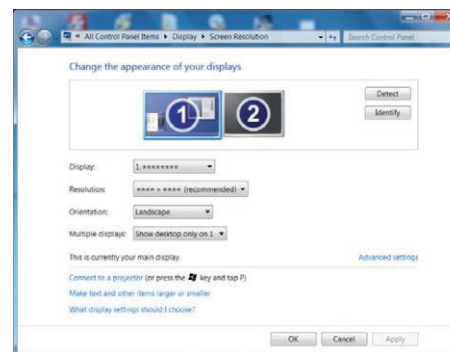 « All Control Panel Items ▸ Display ▸ Screen Resolution
Search Control Panel
Change the appearance of your displays
1
2
Detect
Identify
Display: 1. ********
Resolution: **** × **** (recommended)
Orientation: Landscape
Multiple displays: Show desktop only on 1
This is currently your main display.
Advanced settings
Connect to a projector (or press the key and tap P)
Make text and other items larger or smaller
What display settings should I choose?
OK
Cancel
Apply